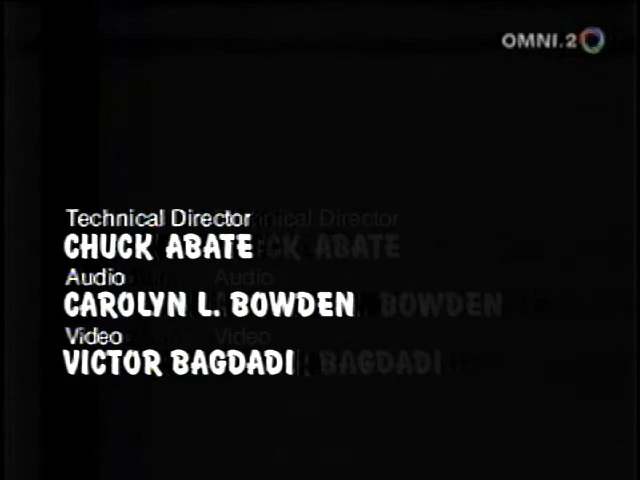 OMNI.2
Technical Director
CHUCK ABATE
Audio
CAROLYN L. BOWDEN
Video
VICTOR BAGDADI